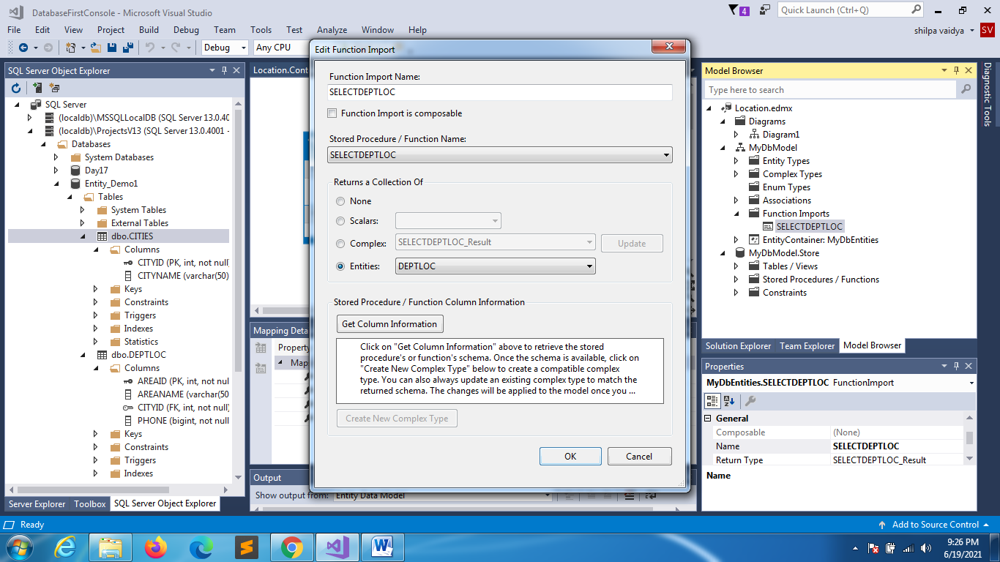 DatabaseFirstConsole - Microsoft Visual Studio
4
Quick Launch (Ctrl+Q)
File Edit View Project Build Debug Team Tools Test Analyze Window Help
shilpa vaidya
SV
Debug
Any CPU
SQL Server Object Explorer
SQL Server
(localdb)\MSSQLLocalDB (SQL Server 13.0.40
(localdb)\ProjectsV13 (SQL Server 13.0.4001 -
Databases
System Databases
Day17
Entity_Demo1
Tables
System Tables
External Tables
dbo.CITIES
Columns
CITYID (PK, int, not null)
CITYNAME (varchar(50)
Keys
Constraints
Triggers
Indexes
Statistics
dbo.DEPTLOC
Columns
AREAID (PK, int, not nul
AREANAME (varchar(50
CITYID (FK, int, not null)
PHONE (bigint, not null
Keys
Constraints
Triggers
Indexes
Server Explorer Toolbox SQL Server Object Explorer
Location.Cont
Mapping Deta
Property
Map
Output
Show output from: Entity Data Model
Edit Function Import
Function Import Name:
SELECTDEPTLOC
Function Import is composable
Stored Procedure / Function Name:
SELECTDEPTLOC
Returns a Collection Of
None
Scalars:
Complex: SELECTDEPTLOC_Result Update
Entities: DEPTLOC
Stored Procedure / Function Column Information
Get Column Information
Click on "Get Column Information" above to retrieve the stored
procedure's or function's schema. Once the schema is available, click on
"Create New Complex Type" below to create a compatible complex
type. You can also always update an existing complex type to match the
returned schema. The changes will be applied to the model once you ...
Create New Complex Type
OK Cancel
Model Browser
Type here to search
Location.edmx
Diagrams
Diagram1
MyDbModel
Entity Types
Complex Types
Enum Types
Associations
Function Imports
SELECTDEPTLOC
EntityContainer: MyDbEntities
MyDbModel.Store
Tables / Views
Stored Procedures / Functions
Constraints
Solution Explorer Team Explorer Model Browser
Diagnostic Tools
Properties
MyDbEntities.SELECTDEPTLOC FunctionImport
General
Composable (None)
Name SELECTDEPTLOC
Return Type SELECTDEPTLOC_Result
Name
Ready
Add to Source Control
9:26 PM
6/19/2021